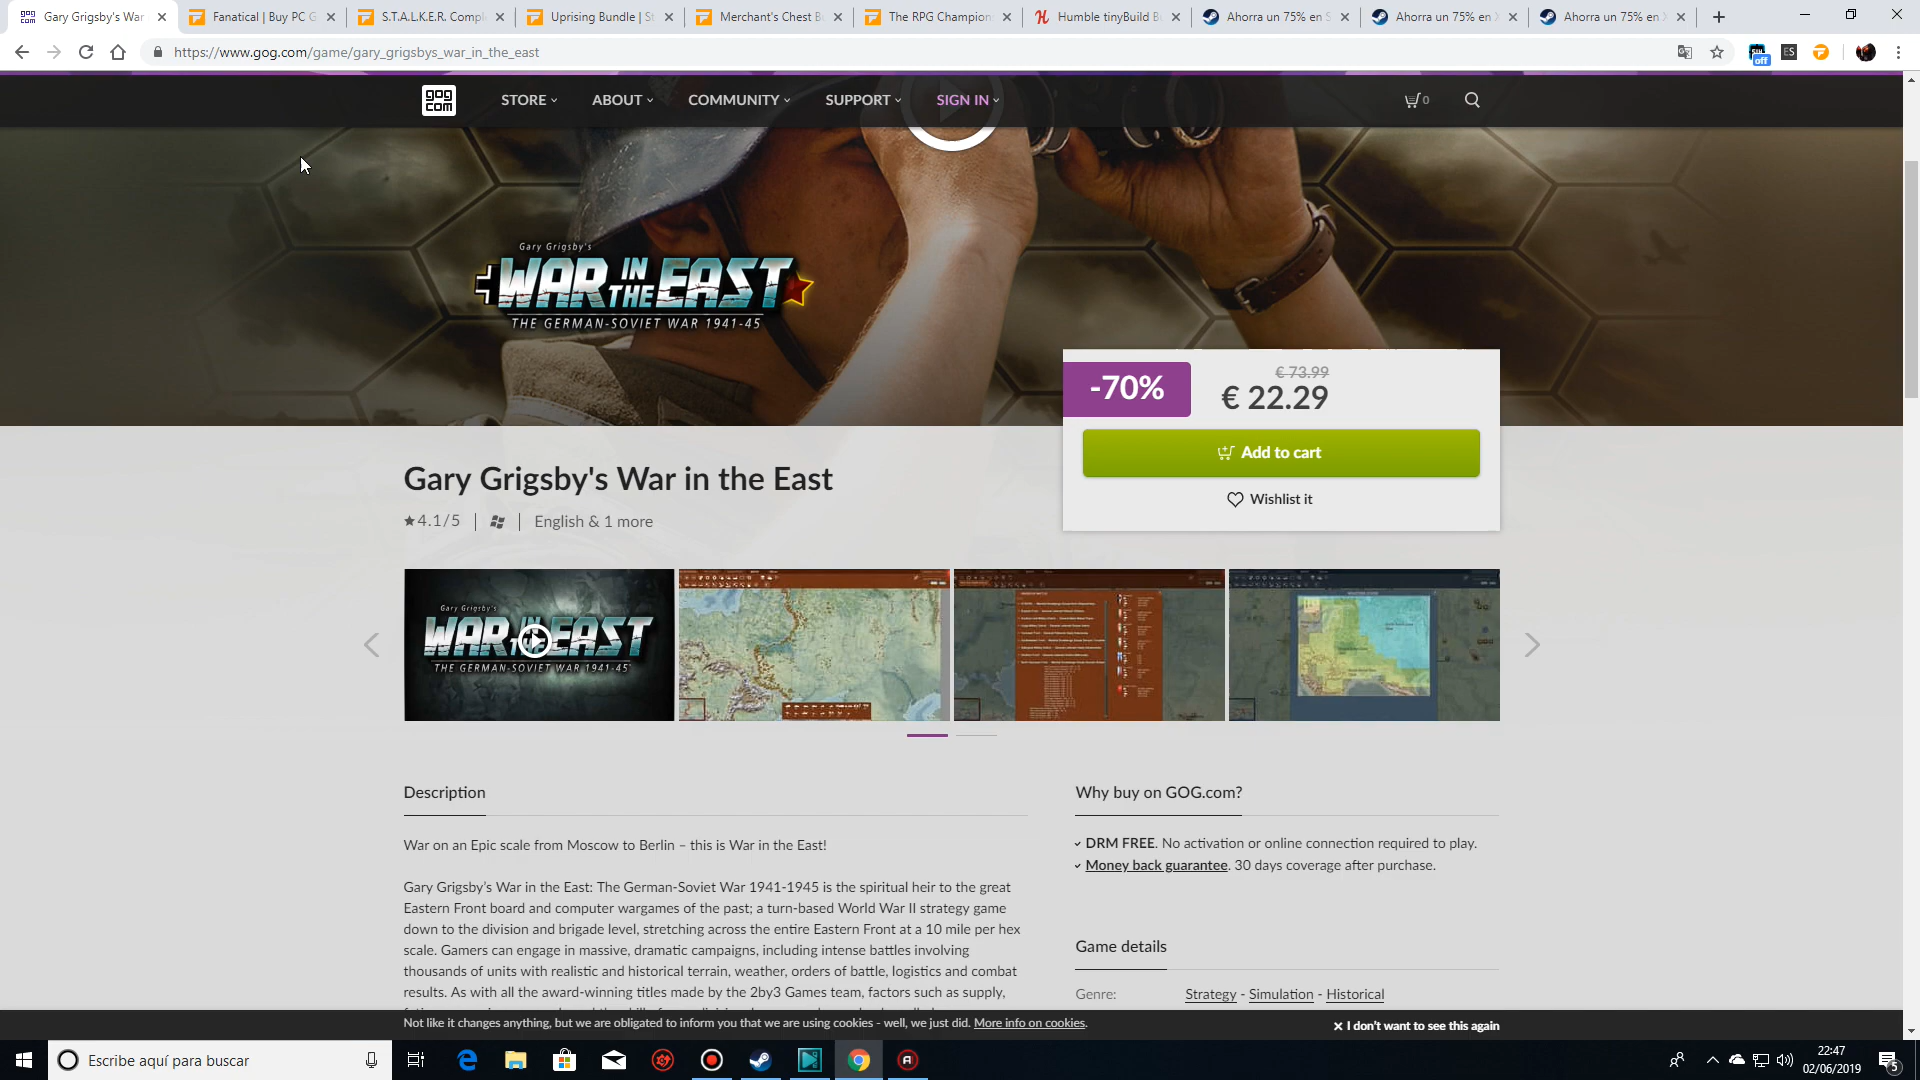 Gary Grigsby's War
Fanatical | Buy PC G
S.T.A.L.K.E.R. Compl
Uprising Bundle | St
Merchant's Chest B
The RPG Champion
Humble tinyBuild B
Ahorra un 75% en S
Ahorra un 75% en
Ahorra un 75% en
https://www.gog.com/game/gary_grigsbys_war_in_the_east
off
ES
gog
com
STORE
ABOUT
COMMUNITY
SUPPORT
SIGN IN
0
Gary Grigsby's
WAR IN THE EAST
THE GERMAN-SOVIET WAR 1941-45
-70%
€ 73.99
€ 22.29
Add to cart
Wishlist it
Gary Grigsby's War in the East
4.1/5
English & 1 more
Gary Grigsby's
WAR IN THE EAST
THE GERMAN-SOVIET WAR 1941-45
Description
War on an Epic scale from Moscow to Berlin – this is War in the East!
Gary Grigsby’s War in the East: The German-Soviet War 1941-1945 is the spiritual heir to the great
Eastern Front board and computer wargames of the past; a turn-based World War II strategy game
down to the division and brigade level, stretching across the entire Eastern Front at a 10 mile per hex
scale. Gamers can engage in massive, dramatic campaigns, including intense battles involving
thousands of units with realistic and historical terrain, weather, orders of battle, logistics and combat
results. As with all the award-winning titles made by the 2by3 Games team, factors such as supply,
Why buy on GOG.com?
DRM FREE. No activation or online connection required to play.
Money back guarantee. 30 days coverage after purchase.
Game details
Genre: Strategy - Simulation - Historical
Not like it changes anything, but we are obligated to inform you that we are using cookies - well, we just did. More info on cookies.
I don't want to see this again
Escribe aquí para buscar
22:47
02/06/2019
5